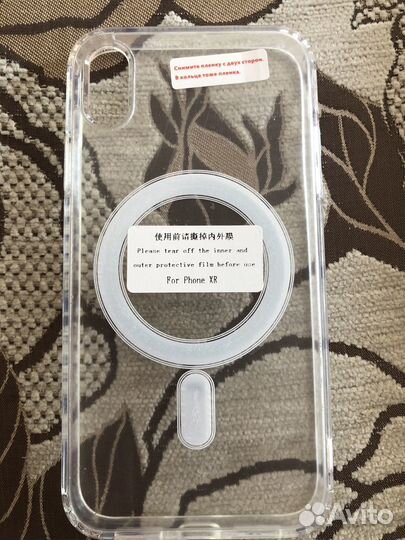 Снимите пленку с двух сторон.
В кольце тоже пленка.
使用前请撕掉内外膜
Please tear off the inner and
outer protective film before use
For Phone XR
Avito